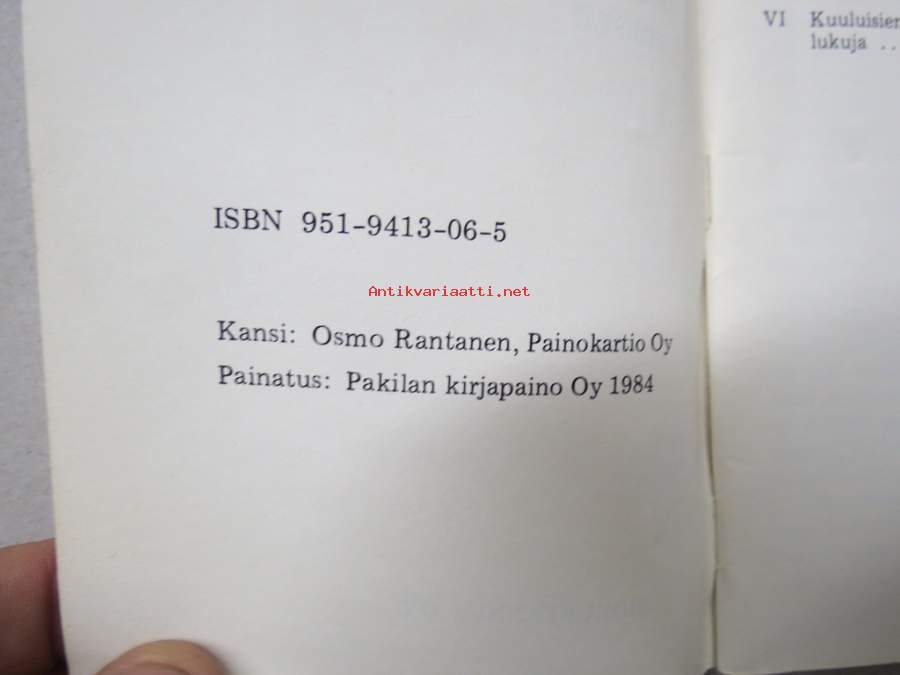 ISBN 951-9413-06-5
Antikvariaatti.net
Kansi: Osmo Rantanen, Painokartio Oy
Painatus: Pakilan kirjapaino Oy 1984
VI Kuuluisien
lukuja ..